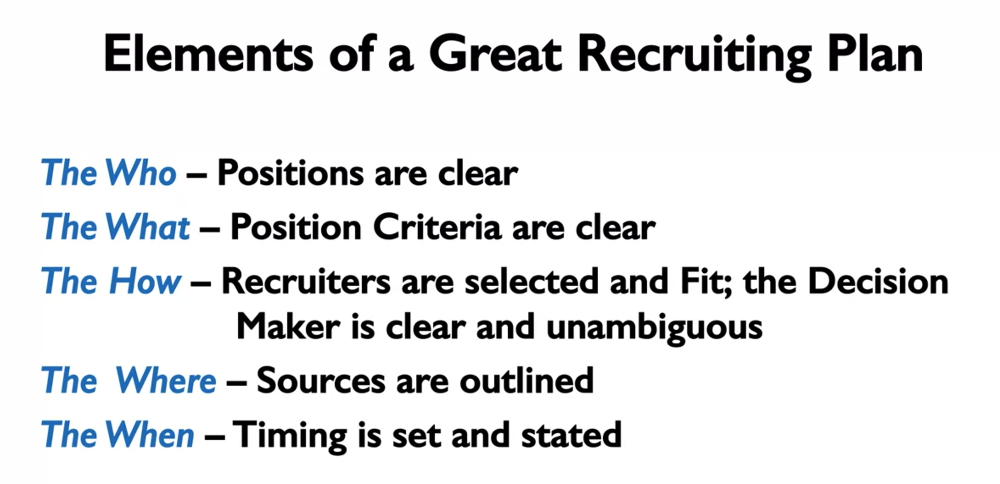 Elements of a Great Recruiting Plan
The Who – Positions are clear
The What – Position Criteria are clear
The How – Recruiters are selected and Fit; the Decision
Maker is clear and unambiguous
The Where – Sources are outlined
The When – Timing is set and stated